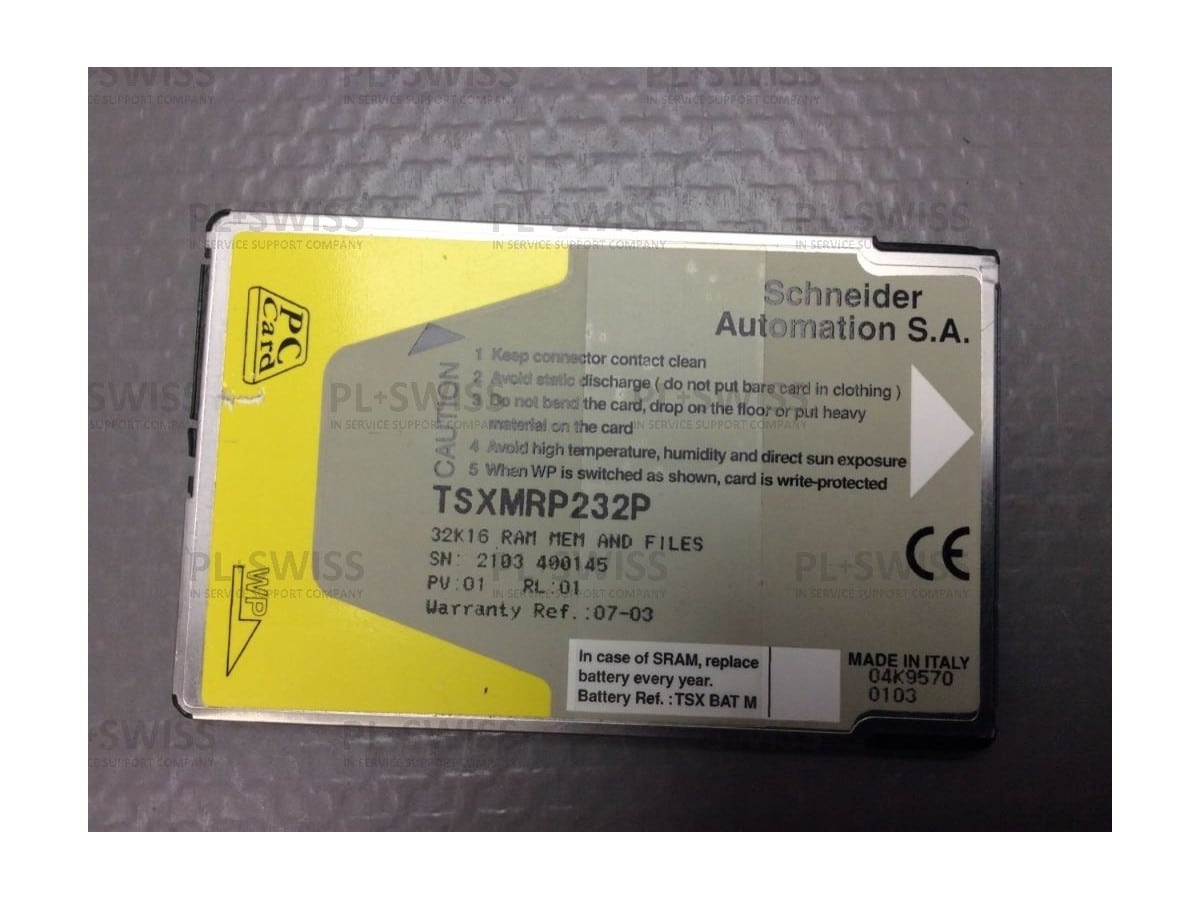 PL+SWISS
IN SERVICE SUPPORT COMPANY
PC
Card
Schneider
Automation S.A.
CAUTION
1 Keep connector contact clean
2 Avoid static discharge ( do not put bare card in clothing )
3 Do not bend the card, drop on the floor or put heavy
material on the card
4 Avoid high temperature, humidity and direct sun exposure
5 When WP is switched as shown, card is write-protected
TSXMRP232P
32K16 RAM MEM AND FILES
SN: 2103 400145
PV:01 RL:01
Warranty Ref.:07-03
CE
WP
In case of SRAM, replace
battery every year.
Battery Ref. : TSX BAT M
MADE IN ITALY
04K9570
0103